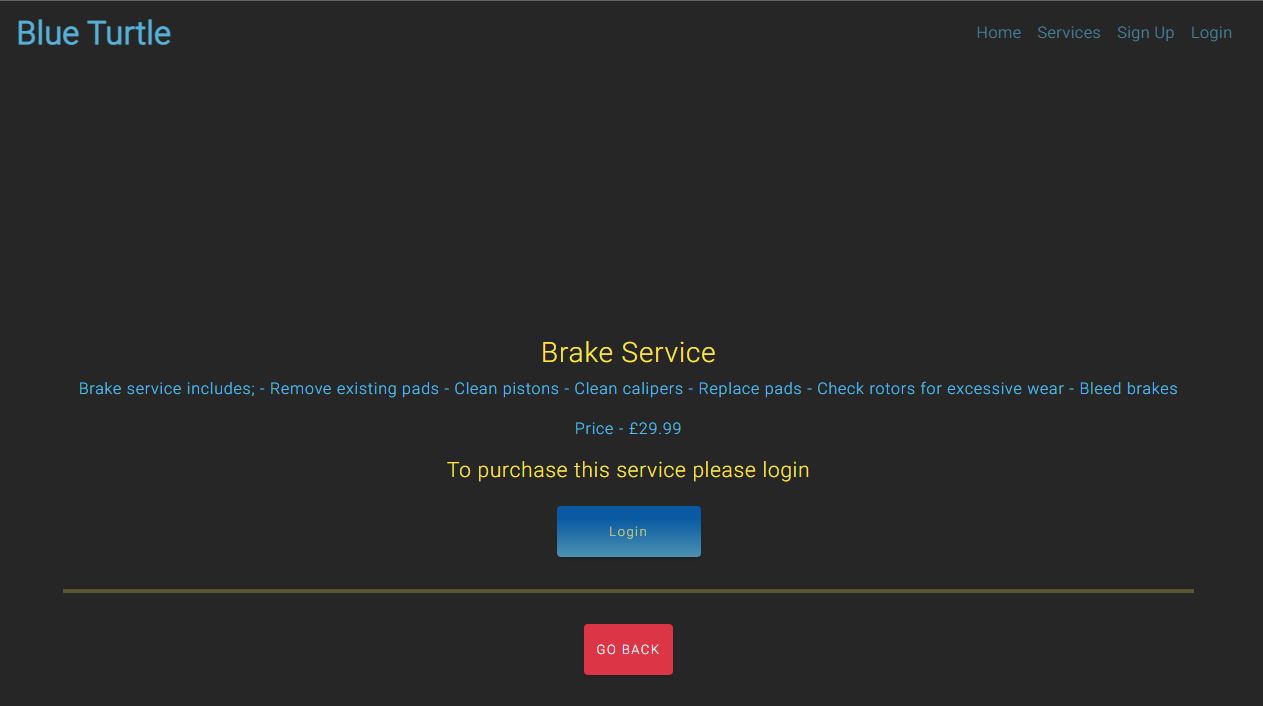 Blue Turtle
Home Services Sign Up Login
Brake Service
Brake service includes; - Remove existing pads - Clean pistons - Clean calipers - Replace pads - Check rotors for excessive wear - Bleed brakes
Price - £29.99
To purchase this service please login
Login
GO BACK